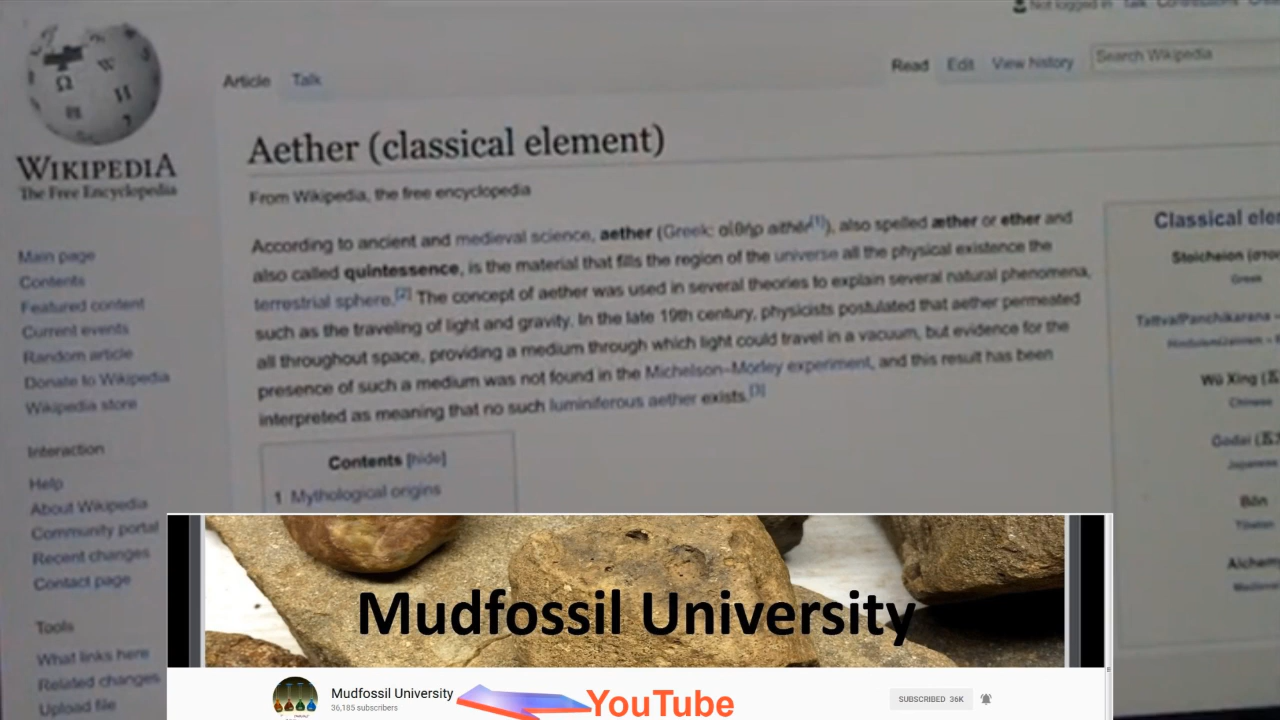 Not logged in Talk Contributions
Article Talk Read Edit View history Search Wikipedia
WIKIPEDIA
The Free Encyclopedia
Aether (classical element)
From Wikipedia, the free encyclopedia
According to ancient and medieval science, aether (Greek: αἰθήρ aithēr[1]), also spelled æther or ether and
also called quintessence, is the material that fills the region of the universe all the physical existence the
terrestrial sphere.[2] The concept of aether was used in several theories to explain several natural phenomena,
such as the traveling of light and gravity. In the late 19th century, physicists postulated that aether permeated
all throughout space, providing a medium through which light could travel in a vacuum, but evidence for the
presence of such a medium was not found in the Michelson–Morley experiment, and this result has been
interpreted as meaning that no such luminiferous aether exists.[3]
Contents [hide]
1 Mythological origins
Main page
Contents
Featured content
Current events
Random article
Donate to Wikipedia
Wikipedia store
Interaction
Help
About Wikipedia
Community portal
Recent changes
Contact page
Tools
What links here
Related changes
Upload file
Classical ele
Stoicheion
Greek
Tattva/Panchikarana
Wǔ Xíng
Chinese
Godai
Japanese
Bön
Tibetan
Alchem
Medieval
Mudfossil University
Mudfossil University
36,185 subscribers
YouTube
SUBSCRIBED 36K